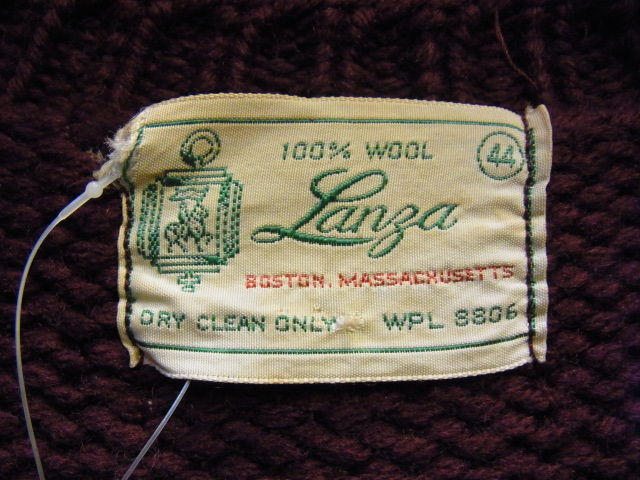 100% WOOL 44
Lanza
BOSTON, MASSACHUSETTS
DRY CLEAN ONLY WPL 8806